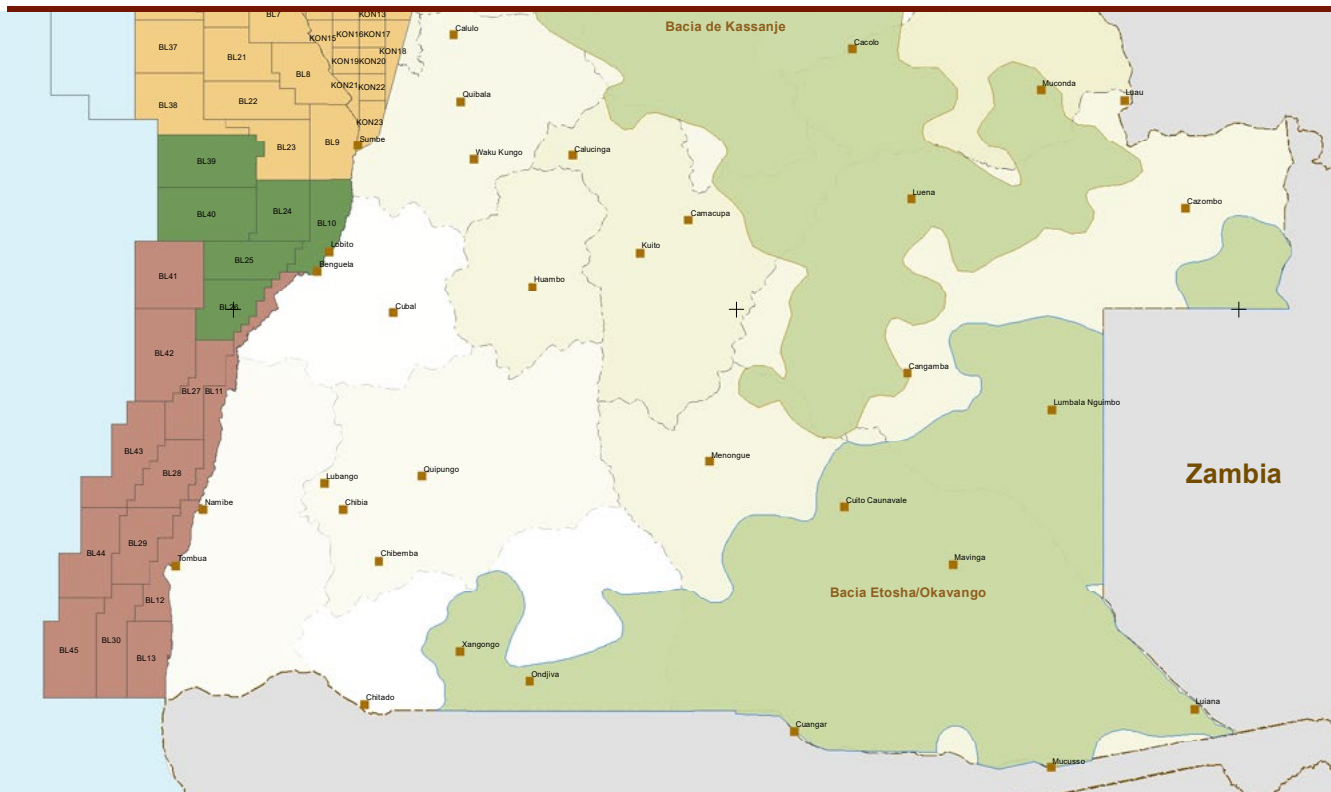 BL7
KON13
Calulo
Bacia de Kassanje
KON15
KON16
KON17
Cacolo
BL37
KON18
BL21
KON19
KON20
BL8
KON21
KON22
Muconda
Luau
BL38
BL22
Quibala
KON23
BL9
Sumbe
BL23
Waku Kungo
Calucinga
BL39
Luena
Cazombo
BL40
BL24
BL10
Camacupa
Lobito
Kuito
BL25
Benguela
BL41
Huambo
BL26
Cubal
BL42
Cangamba
BL27
BL11
Lumbala Nguimbo
BL43
Menongue
BL28
Lubango
Quipungo
Zambia
Namibe
Chibia
Cuito Caunavale
BL44
BL29
Tombua
Chibemba
Mavinga
BL12
Bacia Etosha/Okavango
BL45
BL30
BL13
Xangongo
Ondjiva
Chitado
Luiana
Cuangar
Mucusso